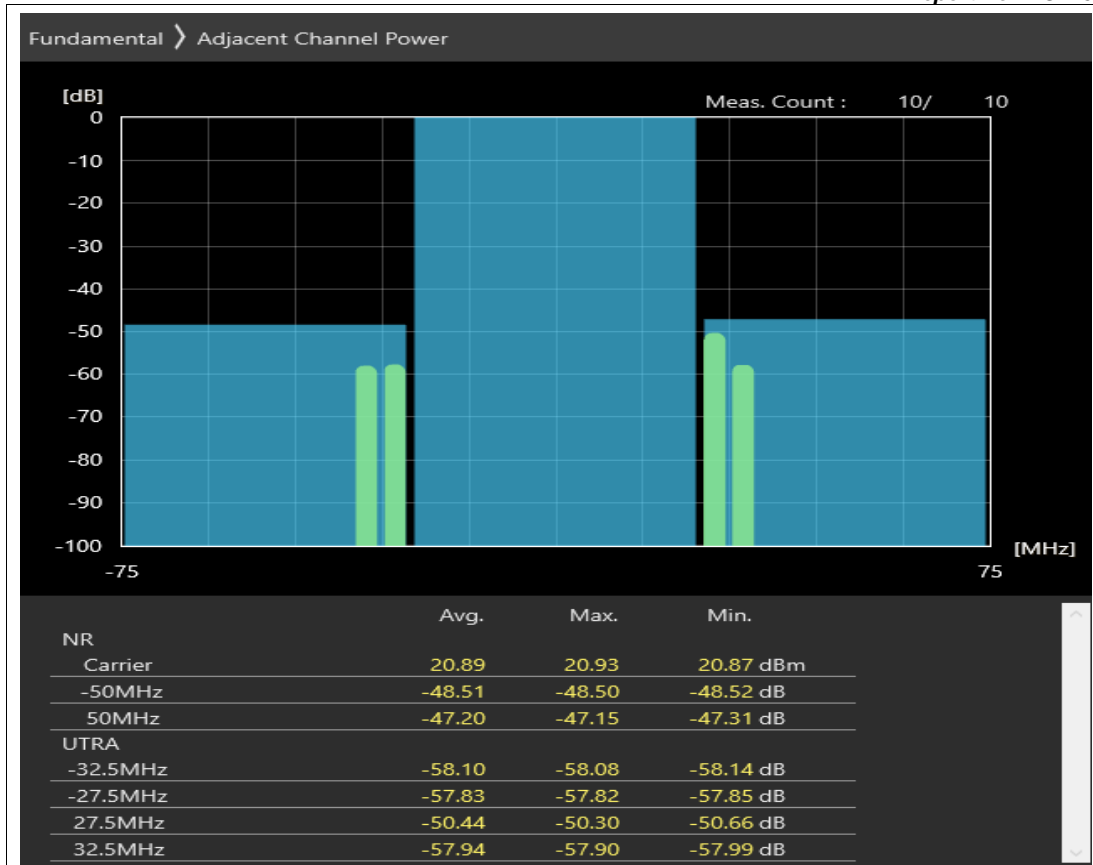 Fundamental 〉 Adjacent Channel Power
[dB]
Meas. Count : 10/ 10
0
-10
-20
-30
-40
-50
-60
-70
-80
-90
-100
[MHz]
-75 75
Avg. Max. Min.
NR
Carrier 20.89 20.93 20.87 dBm
-50MHz -48.51 -48.50 -48.52 dB
50MHz -47.20 -47.15 -47.31 dB
UTRA
-32.5MHz -58.10 -58.08 -58.14 dB
-27.5MHz -57.83 -57.82 -57.85 dB
27.5MHz -50.44 -50.30 -50.66 dB
32.5MHz -57.94 -57.90 -57.99 dB